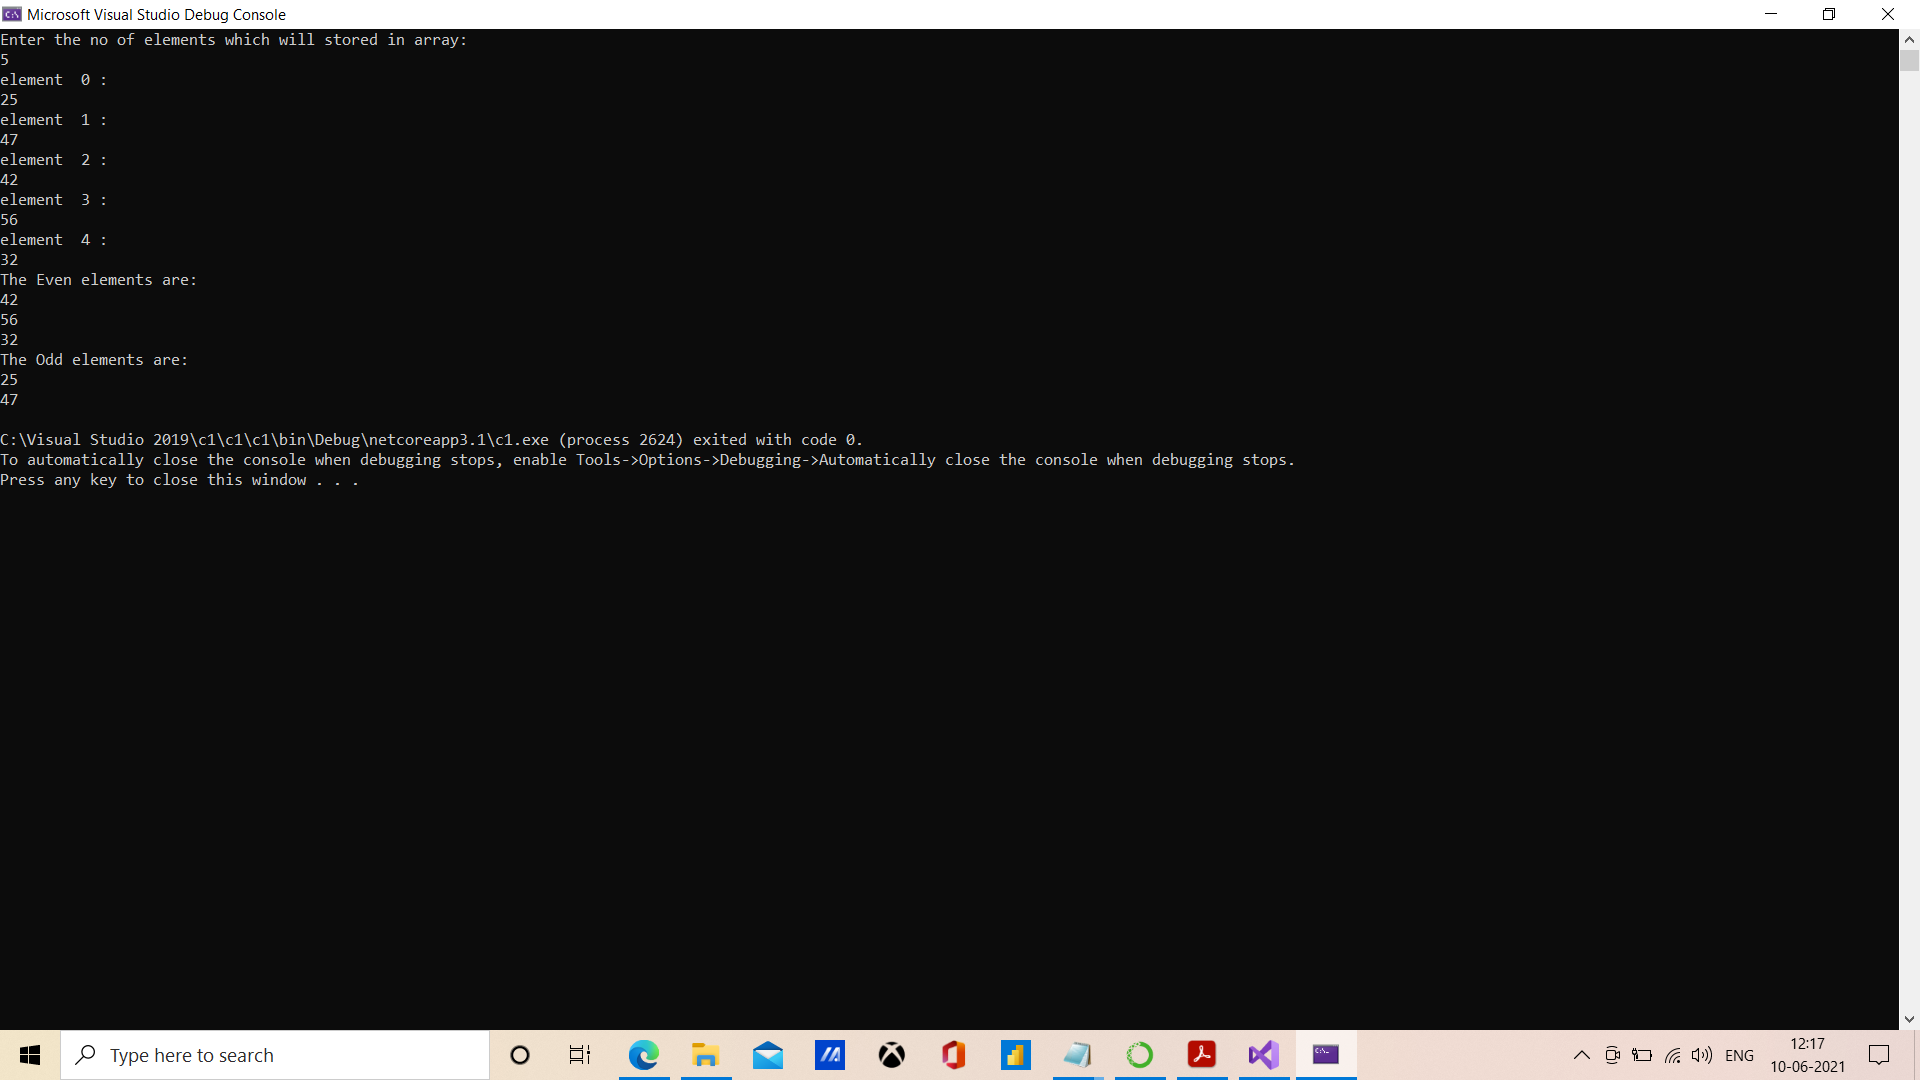 Microsoft Visual Studio Debug Console
Enter the no of elements which will stored in array:
5
element  0 :
25
element  1 :
47
element  2 :
42
element  3 :
56
element  4 :
32
The Even elements are:
42
56
32
The Odd elements are:
25
47
C:\Visual Studio 2019\c1\c1\c1\bin\Debug\netcoreapp3.1\c1.exe (process 2624) exited with code 0.
To automatically close the console when debugging stops, enable Tools->Options->Debugging->Automatically close the console when debugging stops.
Press any key to close this window . . .
Type here to search
ENG
12:17
10-06-2021